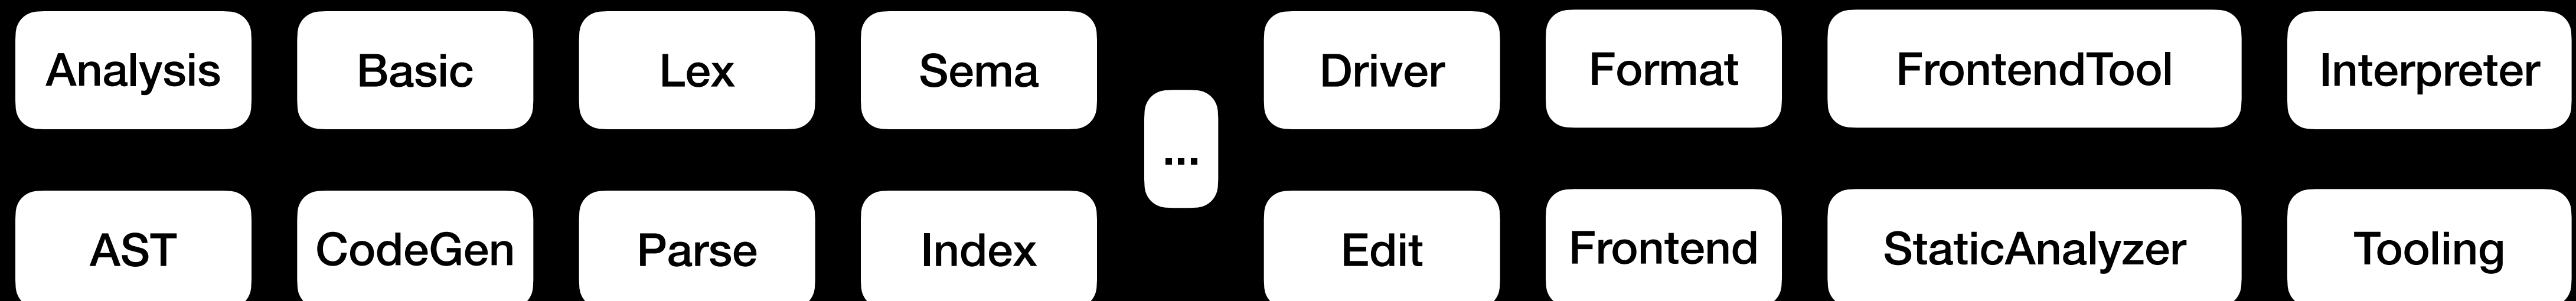 Analysis
Basic
Lex
Sema
Driver
Format
FrontendTool
Interpreter
...
AST
CodeGen
Parse
Index
Edit
Frontend
StaticAnalyzer
Tooling